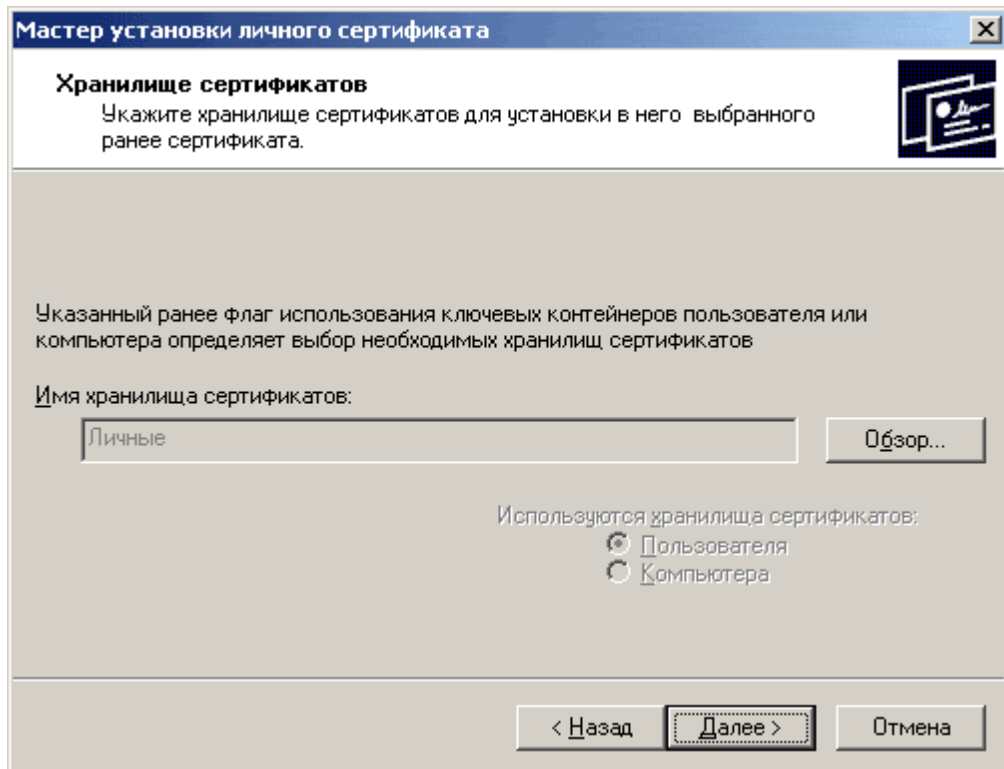 Мастер установки личного сертификата
Хранилище сертификатов
Укажите хранилище сертификатов для установки в него выбранного
ранее сертификата.
Указанный ранее флаг использования ключевых контейнеров пользователя или
компьютера определяет выбор необходимых хранилищ сертификатов
Имя хранилища сертификатов:
Личные
Обзор...
Используются хранилища сертификатов:
Пользователя
Компьютера
< Назад
Далее >
Отмена